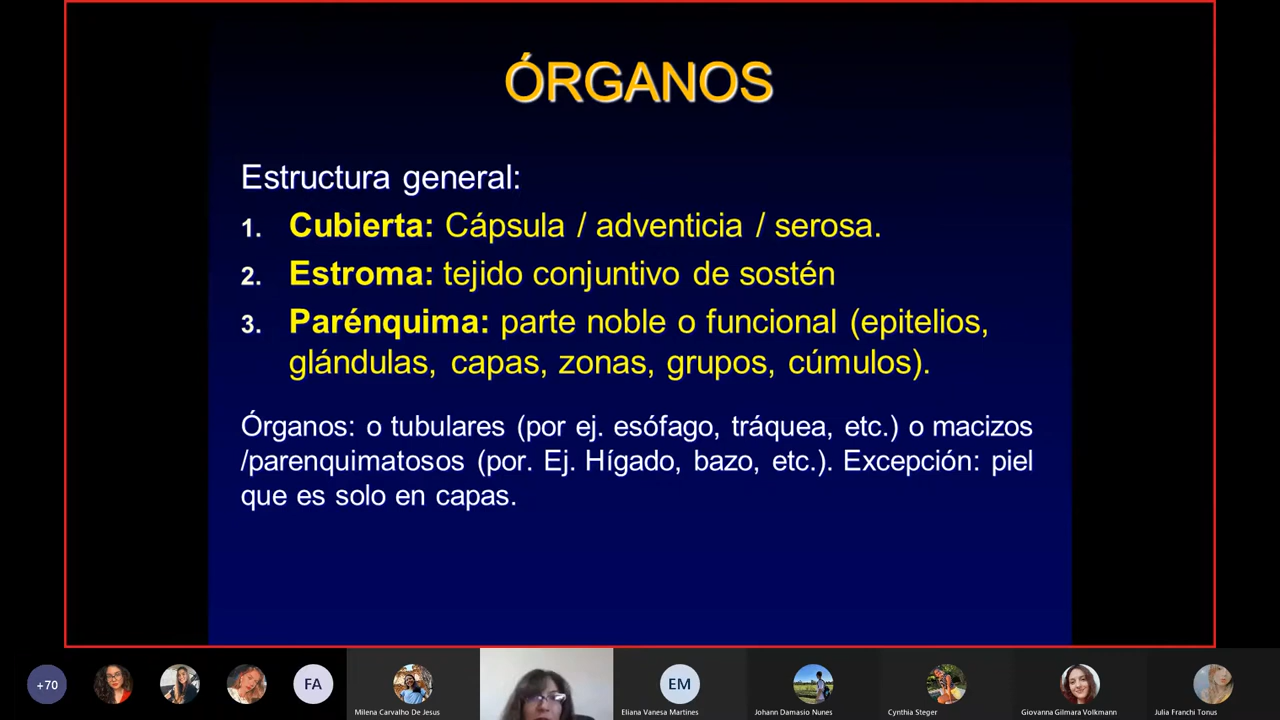 ÓRGANOS
Estructura general:
1. Cubierta: Cápsula / adventicia / serosa.
2. Estroma: tejido conjuntivo de sostén
3. Parénquima: parte noble o funcional (epitelios,
glándulas, capas, zonas, grupos, cúmulos).
Órganos: o tubulares (por ej. esófago, tráquea, etc.) o macizos
/parenquimatosos (por. Ej. Hígado, bazo, etc.). Excepción: piel
que es solo en capas.
+70
FA
Milena Carvalho De Jesus
EM
Eliana Vanesa Martines
Johann Damasio Nunes
Cynthia Steger
Giovanna Gilmara Volkmann
Julia Franchi Tonus